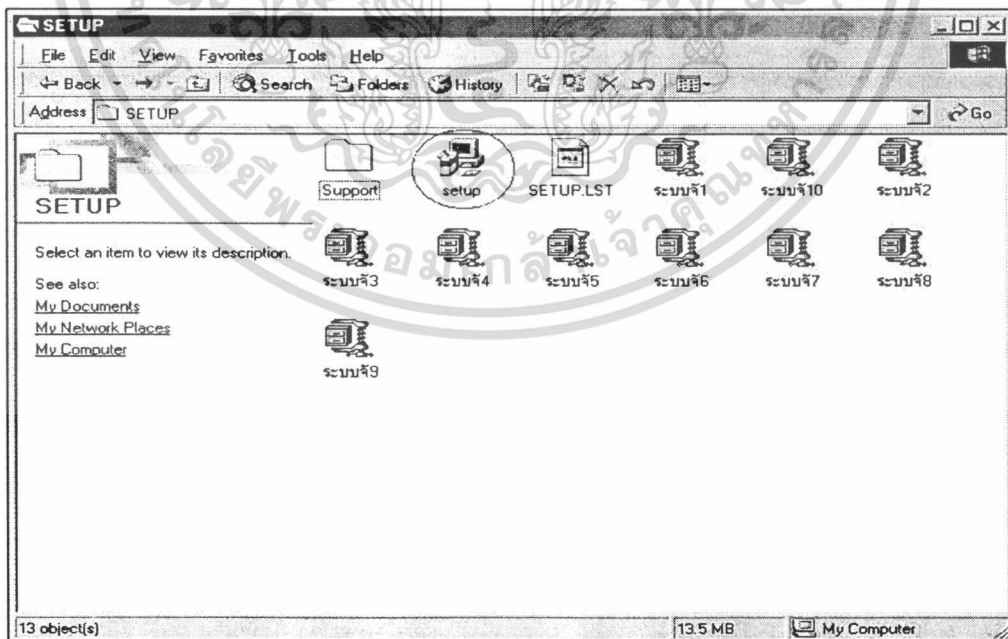 SETUP
File Edit View Favorites Tools Help
Back Search Folders History
Address SETUP Go
SETUP
Select an item to view its description.
See also:
My Documents
My Network Places
My Computer
Support setup SETUP.LST ระบบจั1 ระบบจั10 ระบบจั2
ระบบจั3 ระบบจั4 ระบบจั5 ระบบจั6 ระบบจั7 ระบบจั8
ระบบจั9
13 object(s) 13.5 MB My Computer